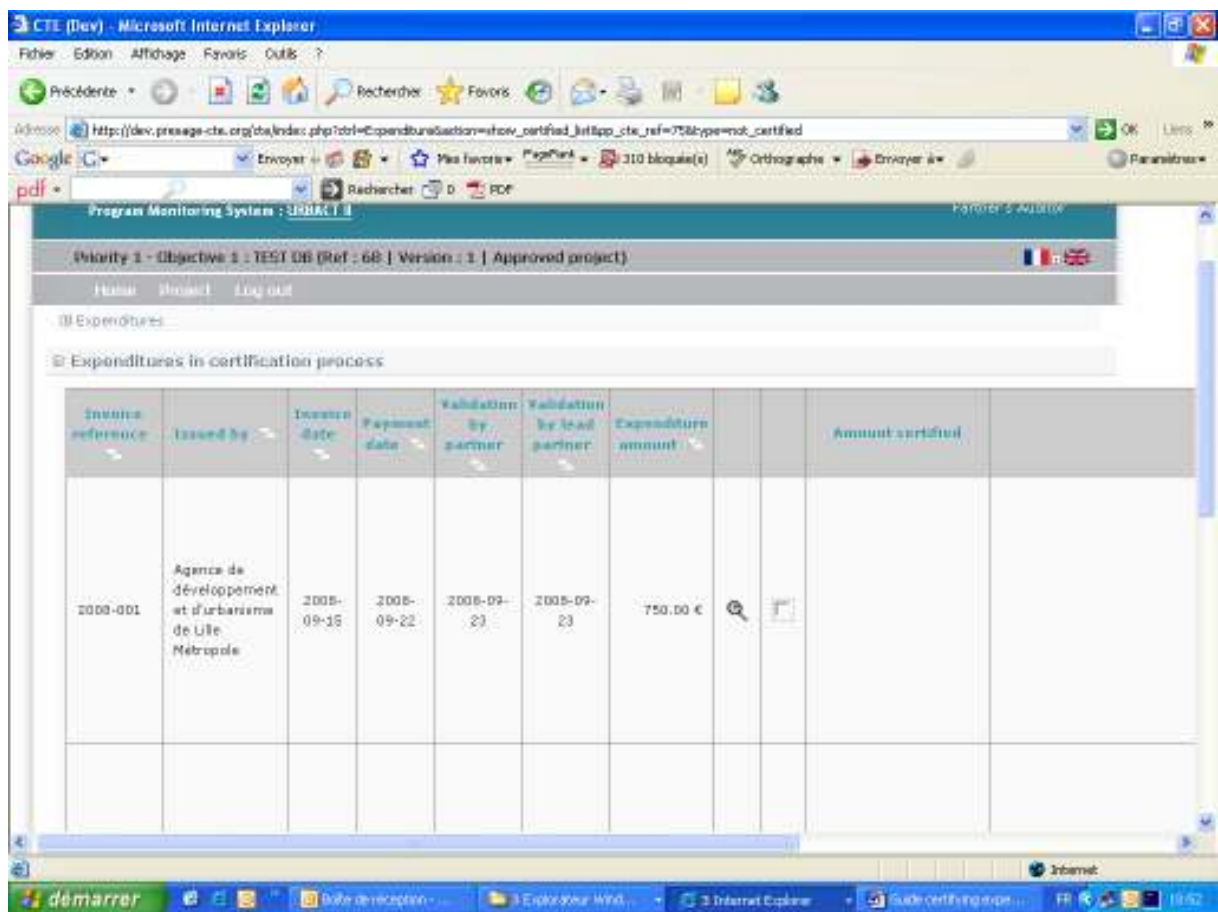 CTE (Dev) - Microsoft Internet Explorer
Fichier Edition Affichage Favoris Outils ?
Précédente Rechercher Favoris
Adresse http://dev.presage-cte.org/cte/index.php?ctrl=Expenditure&action=show_certified_list&pp_cte_ref=75&type=not_certified OK Liens »
Google Envoyer Mes favoris PageRank 310 bloquée(s) Orthographe Envoyer à Paramètres
pdf Rechercher 0 PDF
Program Monitoring System : URBACT II Partner's Auditor
Priority 1 - Objective 1 : TEST DB (Ref : 68 | Version : 1 | Approved project)
Home Project Log out
Expenditures
Expenditures in certification process
Invoice reference Issued by Invoice date Payment date Validation by partner Validation by lead partner Expenditure amount Amount certified
2008-001 Agence de développement et d'urbanisme de Lille Métropole 2008-09-15 2008-09-22 2008-09-23 2008-09-23 750.00 €
Internet
démarrer Boîte de réception - ... 3 Explorateur Wind... 3 Internet Explorer Guide certifying expe... FR